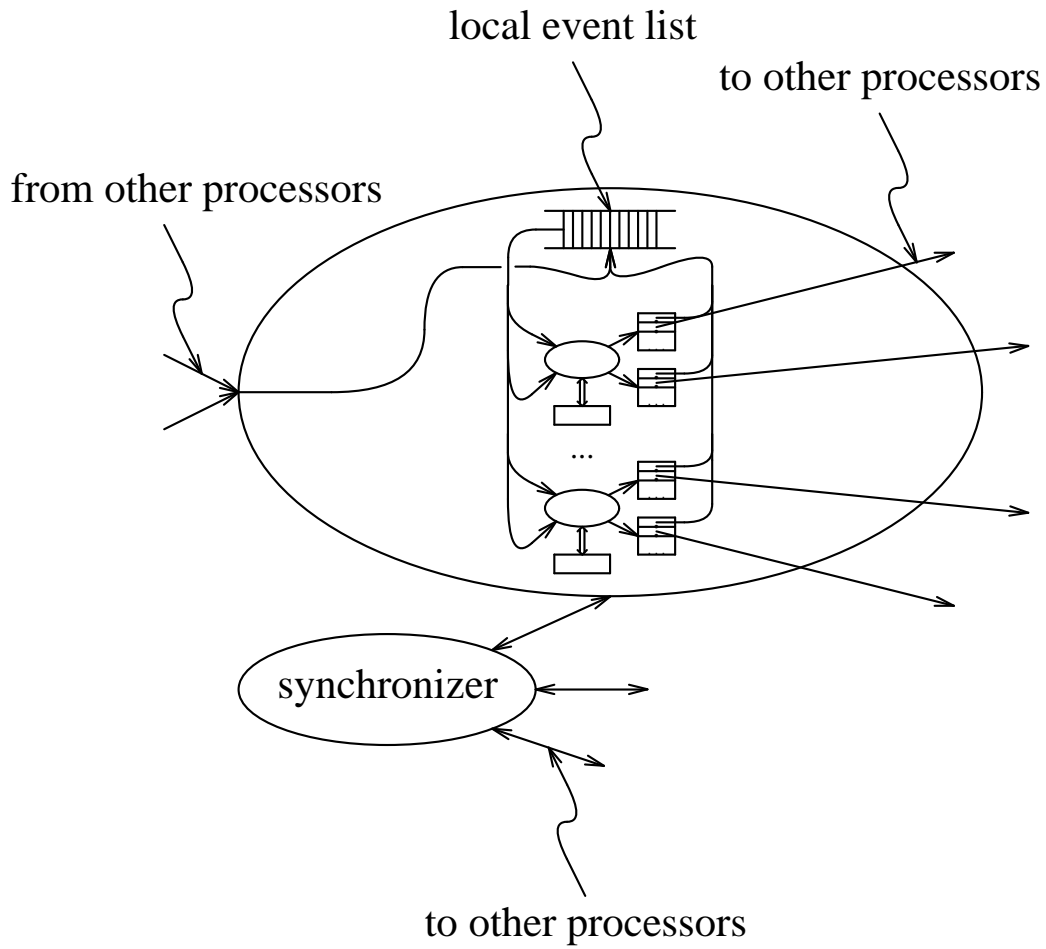 local event list
to other processors
from other processors
...
synchronizer
to other processors